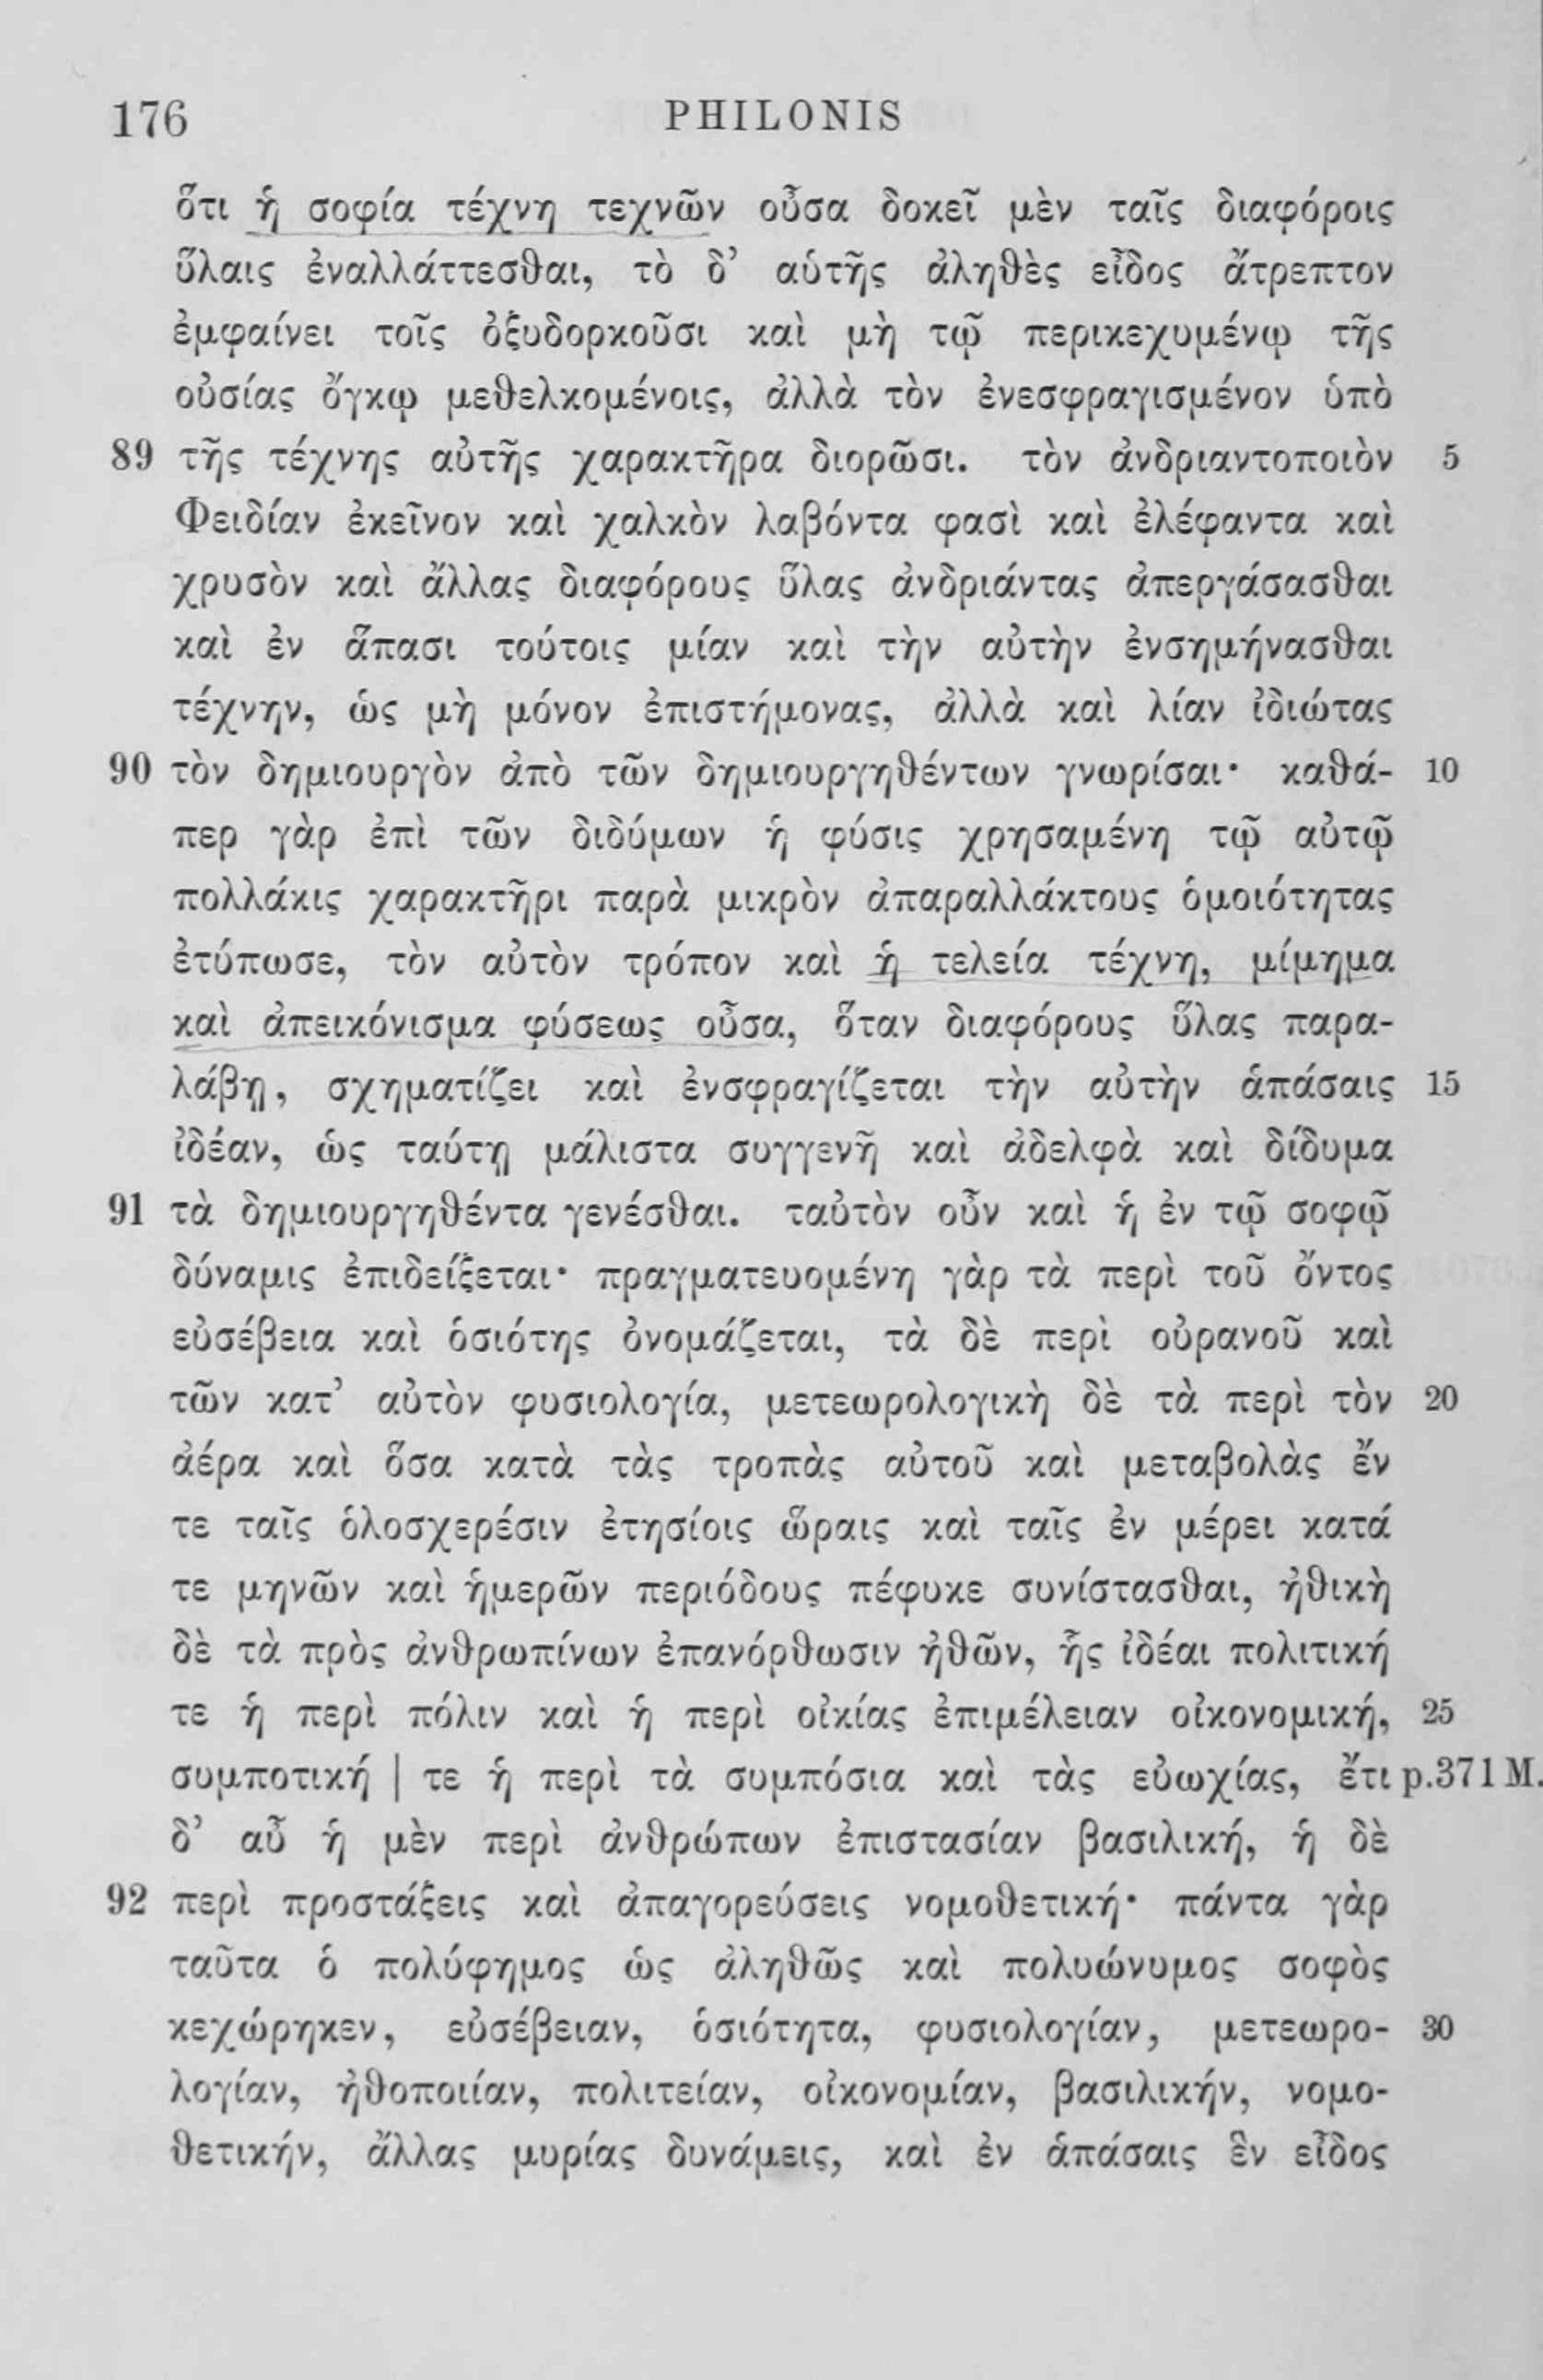 176 PHILONIS
ὅτι ἡ σοφία τέχνη τεχνῶν οὖσα δοκεῖ μὲν ταῖς διαφόροις
ὕλαις ἐναλλάττεσθαι, τὸ δ’ αὑτῆς ἀληθὲς εἶδος ἄτρεπτον
ἐμφαίνει τοῖς ὀξυδορκοῦσι καὶ μὴ τῷ περικεχυμένῳ τῆς
οὐσίας ὄγκῳ μεθελκομένοις, ἀλλὰ τὸν ἐνεσφραγισμένον ὑπὸ
89 τῆς τέχνης αὐτῆς χαρακτῆρα διορῶσι. τὸν ἀνδριαντοποιὸν 5
Φειδίαν ἐκεῖνον καὶ χαλκὸν λαβόντα φασὶ καὶ ἐλέφαντα καὶ
χρυσὸν καὶ ἄλλας διαφόρους ὕλας ἀνδριάντας ἀπεργάσασθαι
καὶ ἐν ἅπασι τούτοις μίαν καὶ τὴν αὐτὴν ἐνσημήνασθαι
τέχνην, ὡς μὴ μόνον ἐπιστήμονας, ἀλλὰ καὶ λίαν ἰδιώτας
90 τὸν δημιουργὸν ἀπὸ τῶν δημιουργηθέντων γνωρίσαι· καθά- 10
περ γὰρ ἐπὶ τῶν διδύμων ἡ φύσις χρησαμένη τῷ αὐτῷ
πολλάκις χαρακτῆρι παρὰ μικρὸν ἀπαραλλάκτους ὁμοιότητας
ἐτύπωσε, τὸν αὐτὸν τρόπον καὶ ἡ τελεία τέχνη, μίμημα
καὶ ἀπεικόνισμα φύσεως οὖσα, ὅταν διαφόρους ὕλας παρα-
λάβῃ, σχηματίζει καὶ ἐνσφραγίζεται τὴν αὐτὴν ἁπάσαις 15
ἰδέαν, ὡς ταύτῃ μάλιστα συγγενῆ καὶ ἀδελφὰ καὶ δίδυμα
91 τὰ δημιουργηθέντα γενέσθαι. ταὐτὸν οὖν καὶ ἡ ἐν τῷ σοφῷ
δύναμις ἐπιδείξεται· πραγματευομένη γὰρ τὰ περὶ τοῦ ὄντος
εὐσέβεια καὶ ὁσιότης ὀνομάζεται, τὰ δὲ περὶ οὐρανοῦ καὶ
τῶν κατ’ αὐτὸν φυσιολογία, μετεωρολογικὴ δὲ τὰ περὶ τὸν 20
ἀέρα καὶ ὅσα κατὰ τὰς τροπὰς αὐτοῦ καὶ μεταβολὰς ἔν
τε ταῖς ὁλοσχερέσιν ἐτησίοις ὥραις καὶ ταῖς ἐν μέρει κατά
τε μηνῶν καὶ ἡμερῶν περιόδους πέφυκε συνίστασθαι, ἠθικὴ
δὲ τὰ πρὸς ἀνθρωπίνων ἐπανόρθωσιν ἠθῶν, ἧς ἰδέαι πολιτική
τε ἡ περὶ πόλιν καὶ ἡ περὶ οἰκίας ἐπιμέλειαν οἰκονομική, 25
συμποτική | τε ἡ περὶ τὰ συμπόσια καὶ τὰς εὐωχίας, ἔτι p.371 M.
δ’ αὖ ἡ μὲν περὶ ἀνθρώπων ἐπιστασίαν βασιλική, ἡ δὲ
92 περὶ προστάξεις καὶ ἀπαγορεύσεις νομοθετική· πάντα γὰρ
ταῦτα ὁ πολύφημος ὡς ἀληθῶς καὶ πολυώνυμος σοφὸς
κεχώρηκεν, εὐσέβειαν, ὁσιότητα, φυσιολογίαν, μετεωρο- 30
λογίαν, ἠθοποιίαν, πολιτείαν, οἰκονομίαν, βασιλικήν, νομο-
θετικήν, ἄλλας μυρίας δυνάμεις, καὶ ἐν ἁπάσαις ἓν εἶδος